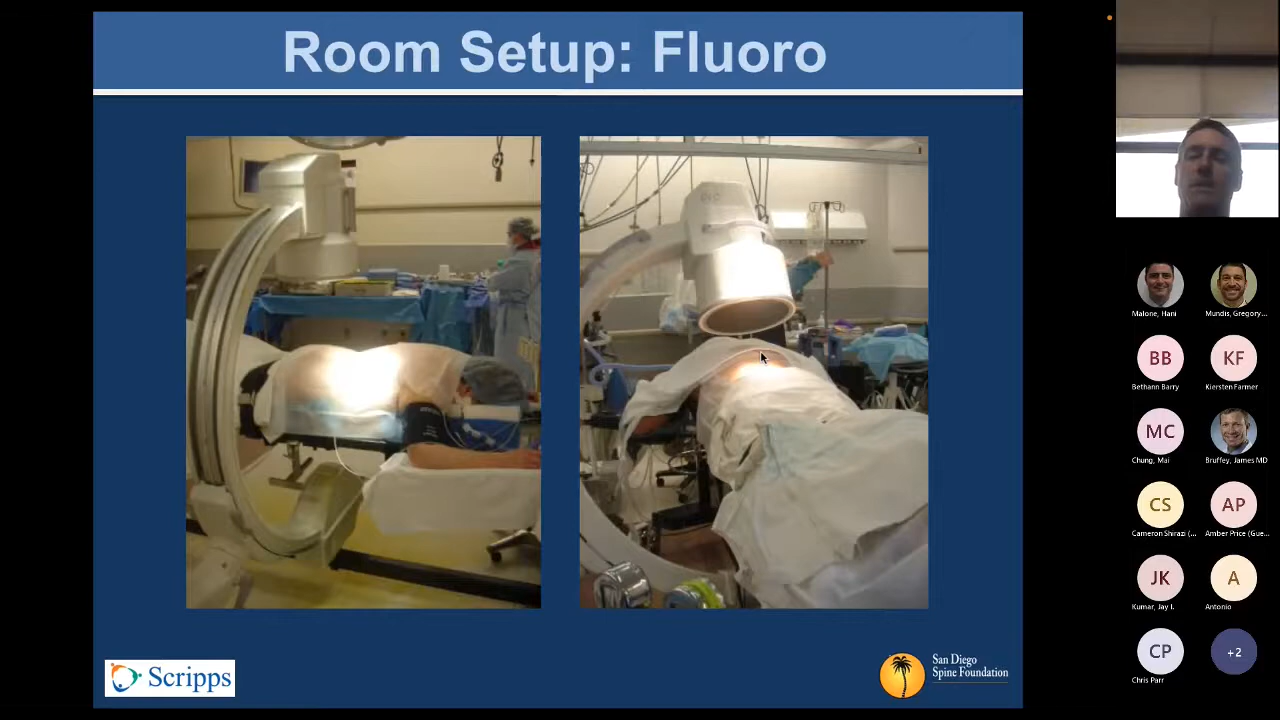 Room Setup: Fluoro
Scripps
San Diego
Spine Foundation
Malone, Hani
Mundis, Gregory...
BB
KF
Bethann Barry
Kiersten Farmer
MC
Chung, Mai
Bruffey, James MD
CS
AP
Cameron Shirazi (...
Amber Price (Gue...
JK
A
Kumar, Jay I.
Antonio
CP
+2
Chris Parr